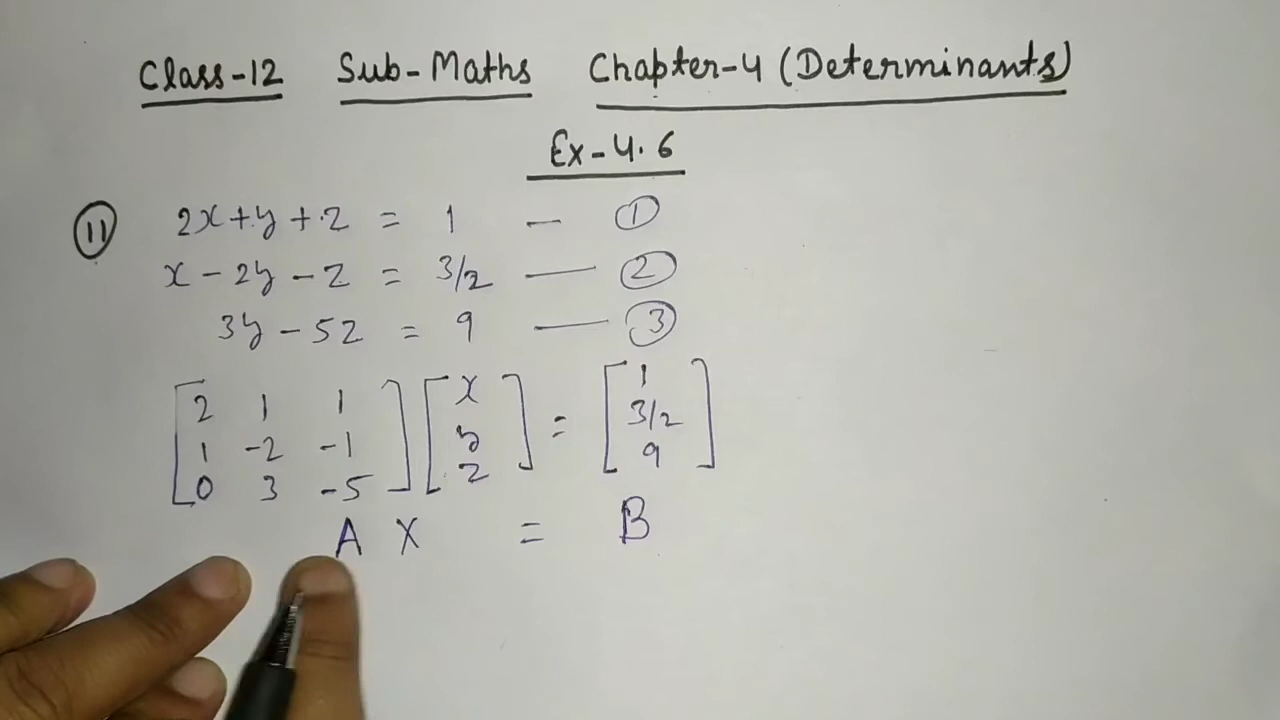 Class-12 Sub-Maths Chapter-4 (Determinants)
Ex-4.6
11 2x+y+z = 1 — 1
x - 2y - z = 3/2 — 2
3y - 5z = 9 — 3
2 1 1 x 1
1 -2 -1 y = 3/2
0 3 -5 z 9
A X = B